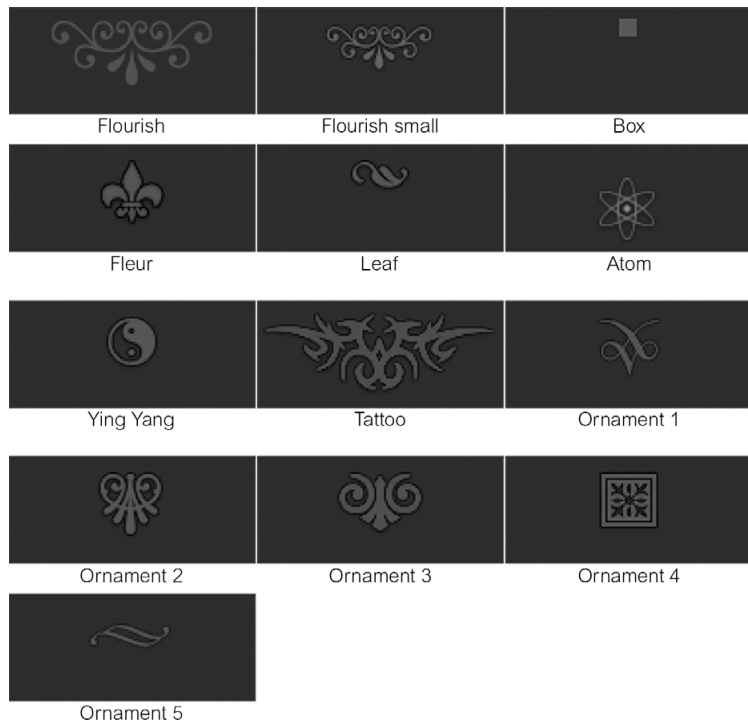 Flourish
Flourish small
Box
Fleur
Leaf
Atom
Ying Yang
Tattoo
Ornament 1
Ornament 2
Ornament 3
Ornament 4
Ornament 5